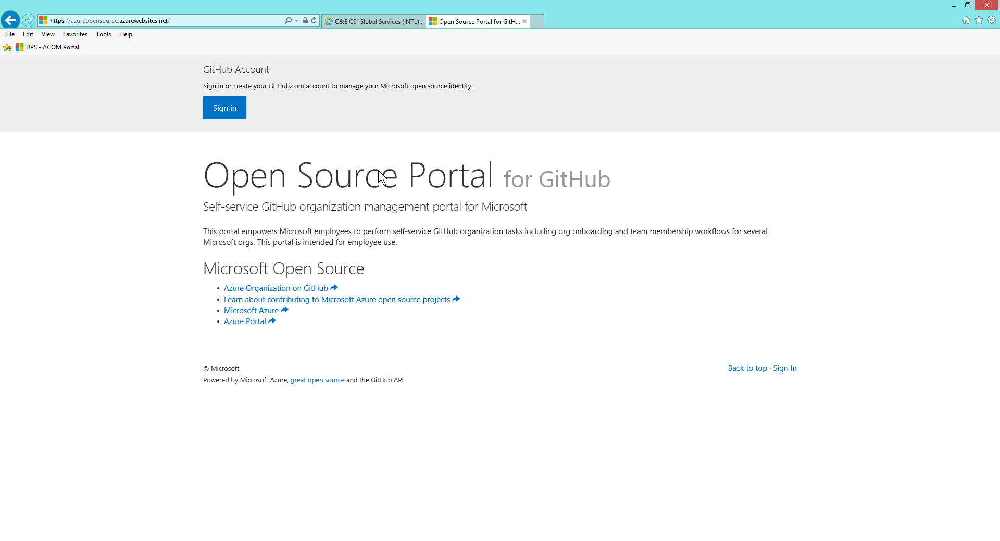 https://azureopensource.azurewebsites.net/
C&E CSI Global Services (INTL)...
Open Source Portal for GitH...
File Edit View Favorites Tools Help
DPS - ACOM Portal
GitHub Account
Sign in or create your GitHub.com account to manage your Microsoft open source identity.
Sign in
Open Source Portal for GitHub
Self-service GitHub organization management portal for Microsoft
This portal empowers Microsoft employees to perform self-service GitHub organization tasks including org onboarding and team membership workflows for several
Microsoft orgs. This portal is intended for employee use.
Microsoft Open Source
• Azure Organization on GitHub
• Learn about contributing to Microsoft Azure open source projects
• Microsoft Azure
• Azure Portal
© Microsoft
Back to top · Sign In
Powered by Microsoft Azure, great open source and the GitHub API